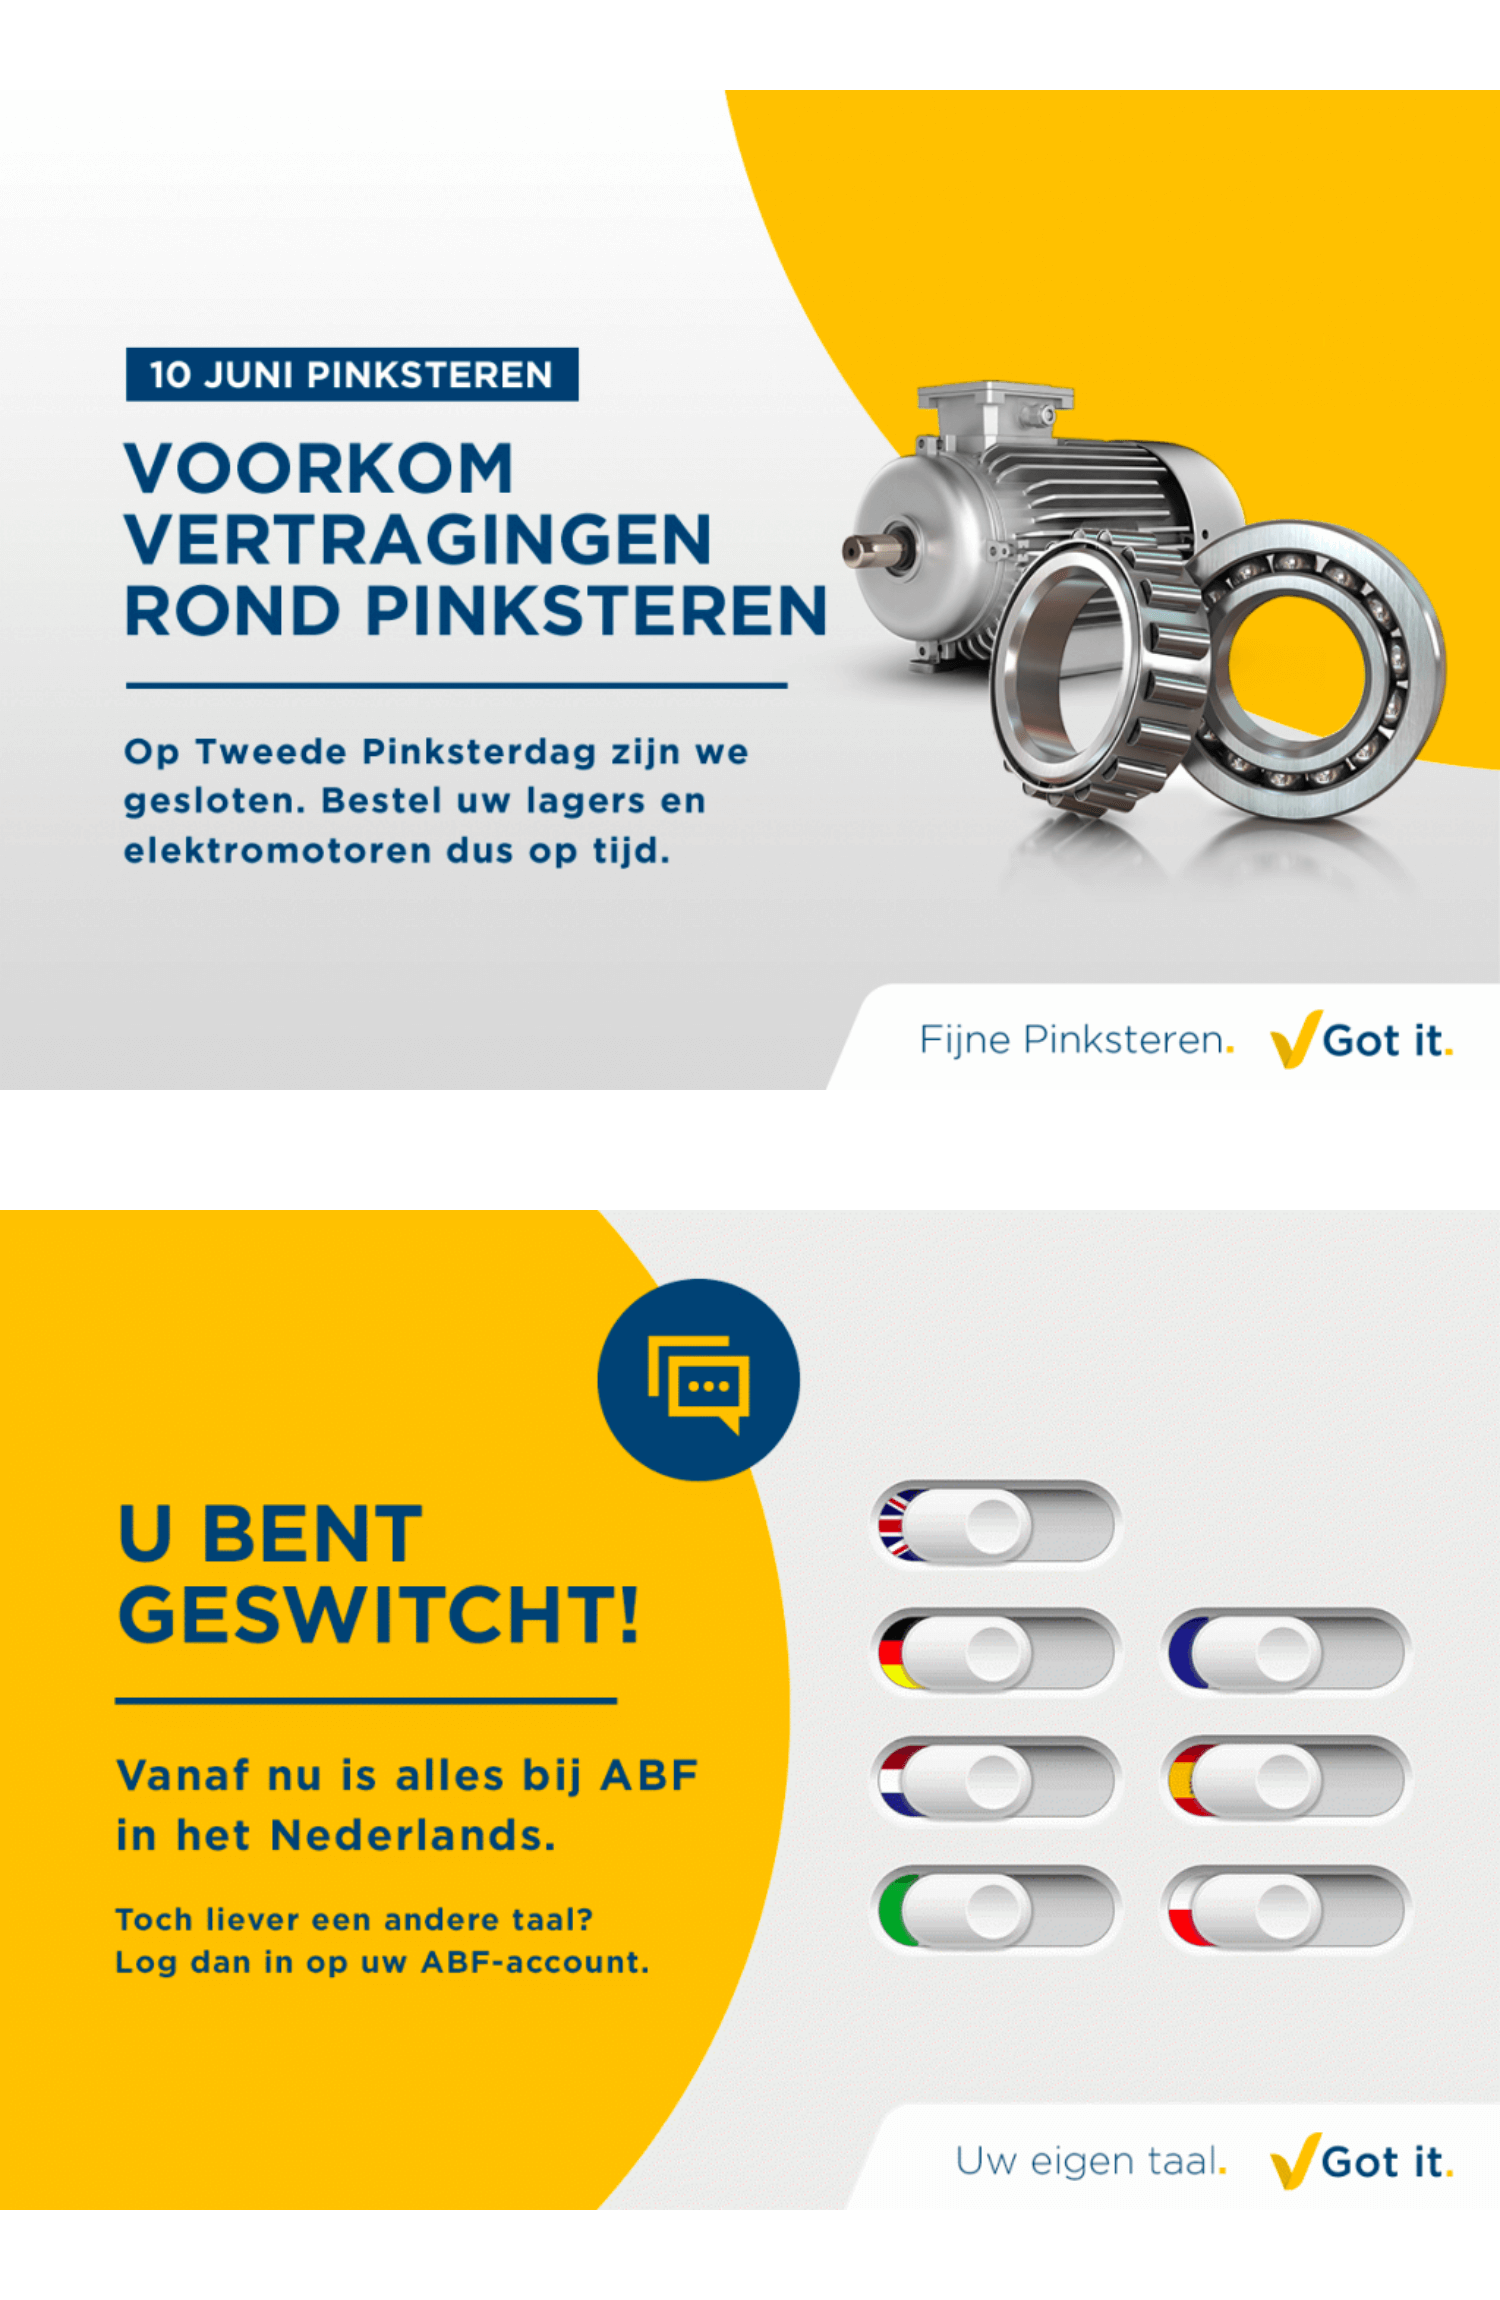 10 JUNI PINKSTEREN
VOORKOM
VERTRAGINGEN
ROND PINKSTEREN
Op Tweede Pinksterdag zijn we
gesloten. Bestel uw lagers en
elektromotoren dus op tijd.
Fijne Pinksteren. Got it.
U BENT
GESWITCHT!
Vanaf nu is alles bij ABF
in het Nederlands.
Toch liever een andere taal?
Log dan in op uw ABF-account.
Uw eigen taal. Got it.